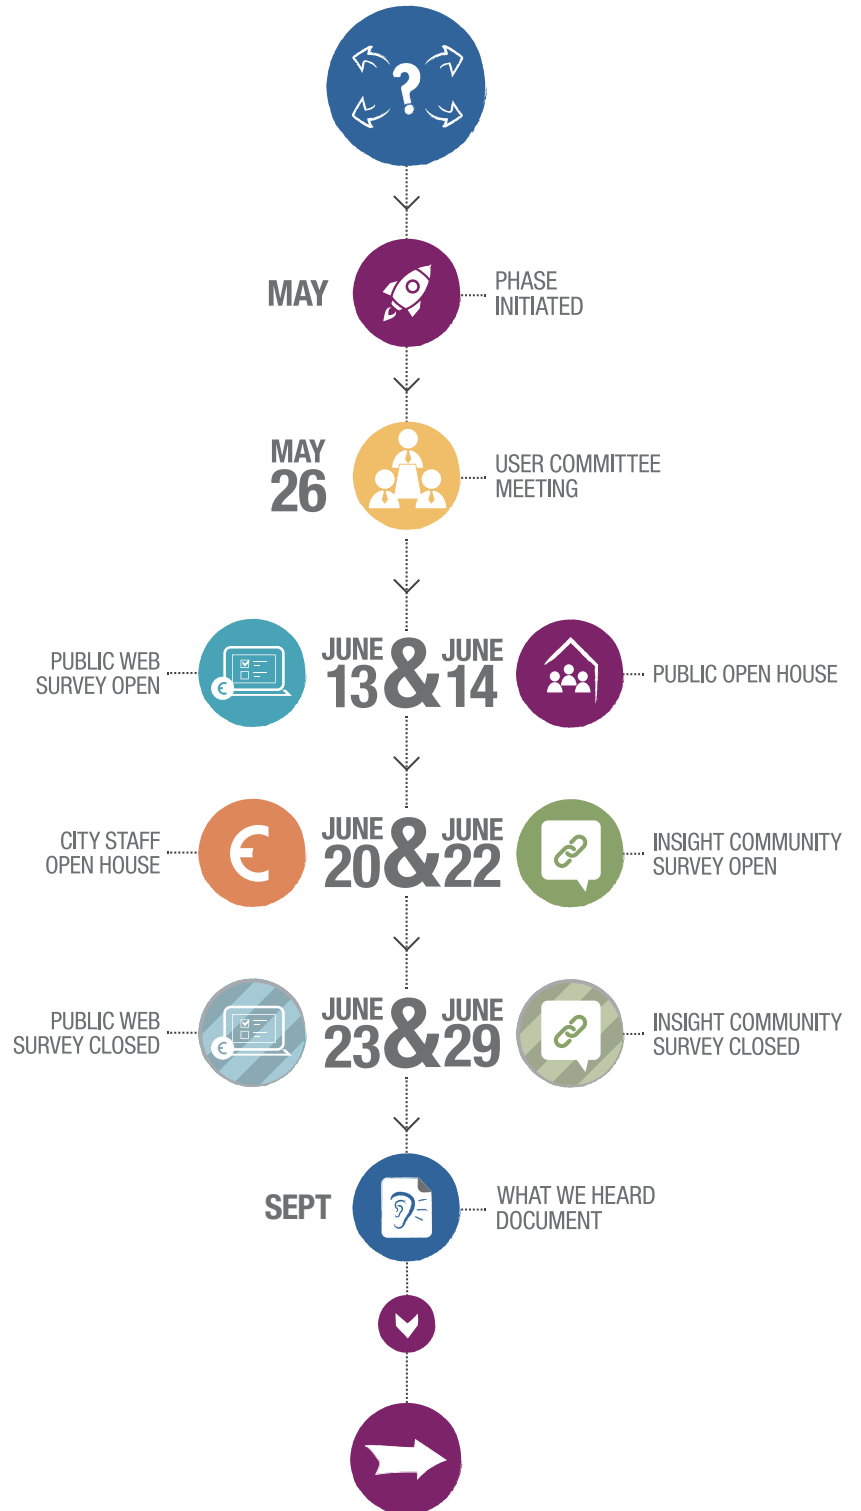 ?
MAY
PHASE
INITIATED
MAY
26
USER COMMITTEE
MEETING
PUBLIC WEB
SURVEY OPEN
€
JUNE
13
&
JUNE
14
PUBLIC OPEN HOUSE
CITY STAFF
OPEN HOUSE
€
JUNE
20
&
JUNE
22
INSIGHT COMMUNITY
SURVEY OPEN
PUBLIC WEB
SURVEY CLOSED
€
JUNE
23
&
JUNE
29
INSIGHT COMMUNITY
SURVEY CLOSED
SEPT
WHAT WE HEARD
DOCUMENT